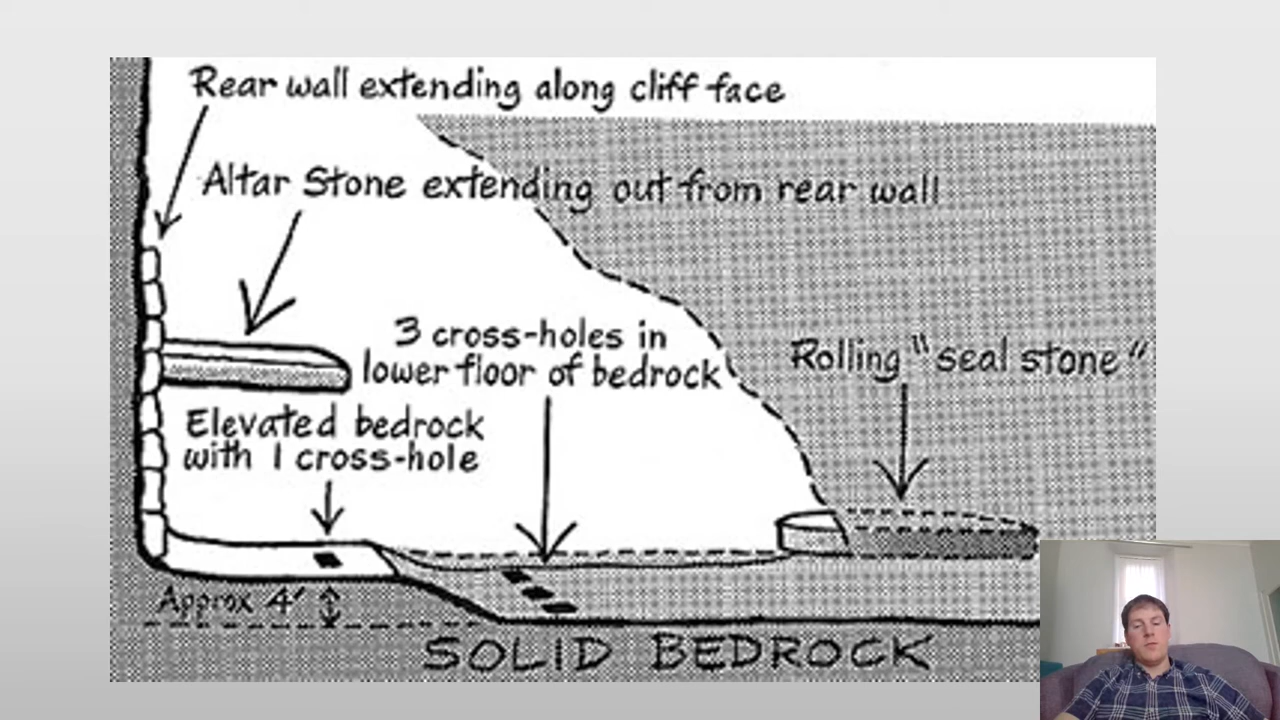 Rear wall extending along cliff face
Altar Stone extending out from rear wall
3 cross-holes in
lower floor of bedrock
Rolling "seal stone"
Elevated bedrock
with 1 cross-hole
Approx 4'
SOLID BEDROCK